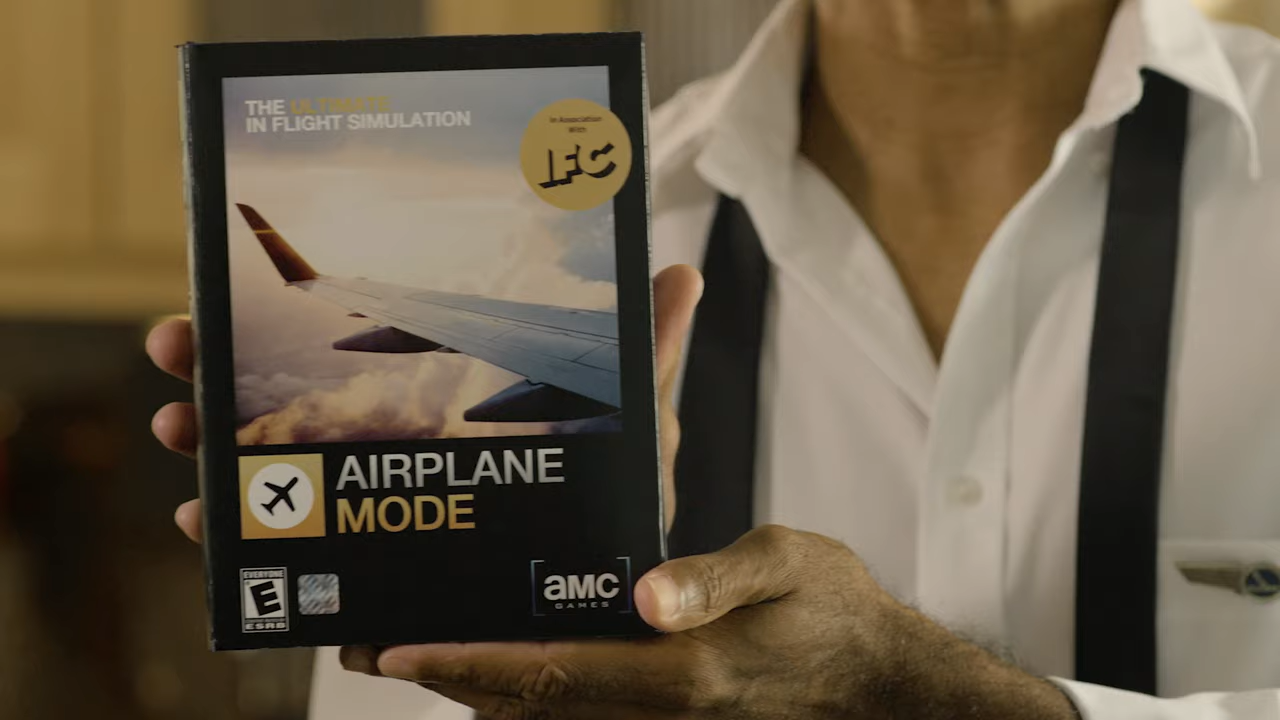 THE ULTIMATE
IN FLIGHT SIMULATION
In Association
With
IFC
AIRPLANE
MODE
EVERYONE
E
ESRB
aMC
GAMES